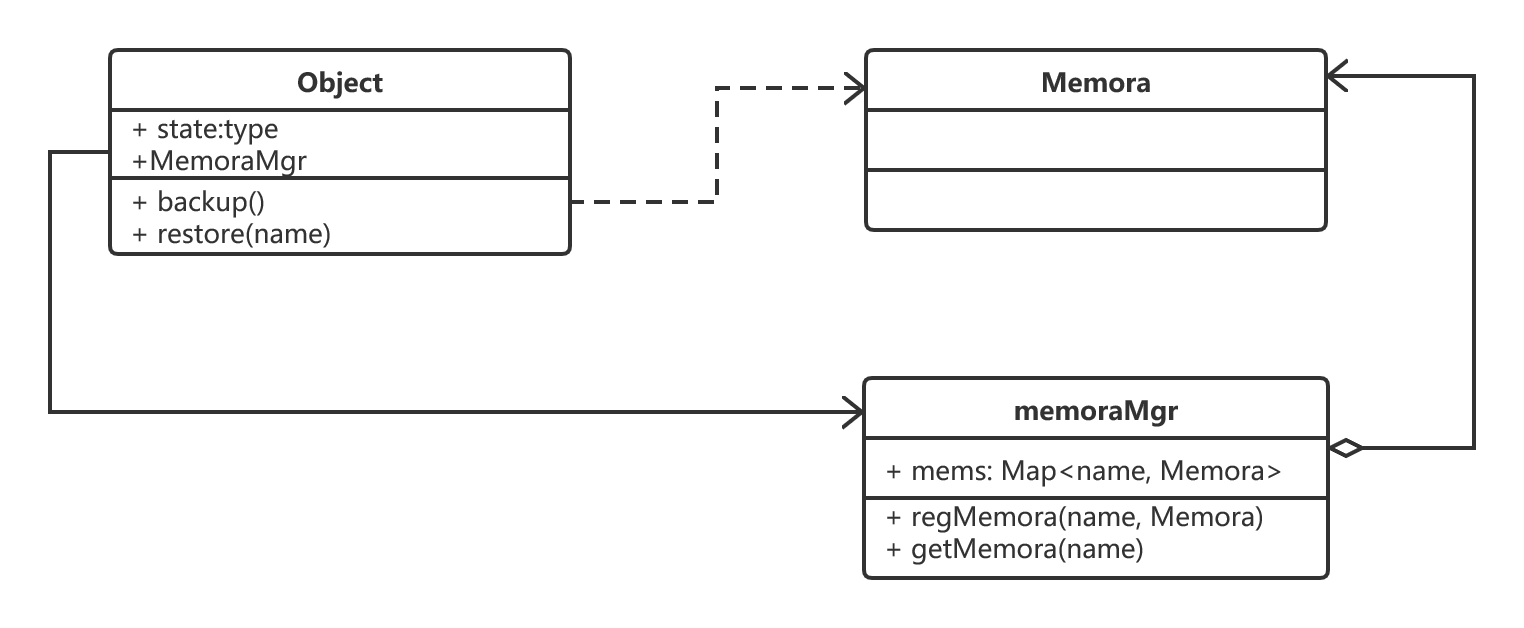 Object
+ state:type
+MemoraMgr
+ backup()
+ restore(name)
Memora
memoraMgr
+ mems: Map<name, Memora>
+ regMemora(name, Memora)
+ getMemora(name)